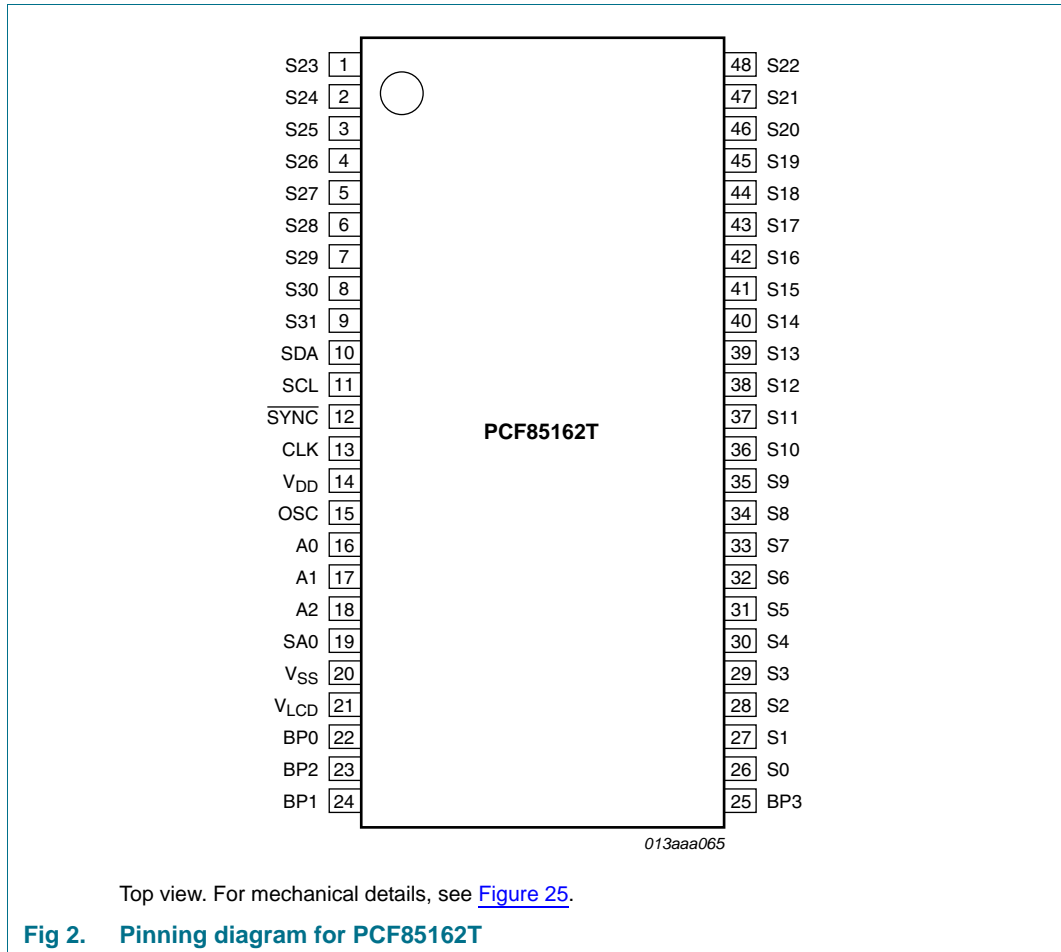 S23 1 48 S22
S24 2 47 S21
S25 3 46 S20
S26 4 45 S19
S27 5 44 S18
S28 6 43 S17
S29 7 42 S16
S30 8 41 S15
S31 9 40 S14
SDA 10 39 S13
SCL 11 38 S12
SYNC 12 37 S11
PCF85162T
CLK 13 36 S10
VDD 14 35 S9
OSC 15 34 S8
A0 16 33 S7
A1 17 32 S6
A2 18 31 S5
SA0 19 30 S4
VSS 20 29 S3
VLCD 21 28 S2
BP0 22 27 S1
BP2 23 26 S0
BP1 24 25 BP3
013aaa065
Top view. For mechanical details, see Figure 25.
Fig 2. Pinning diagram for PCF85162T